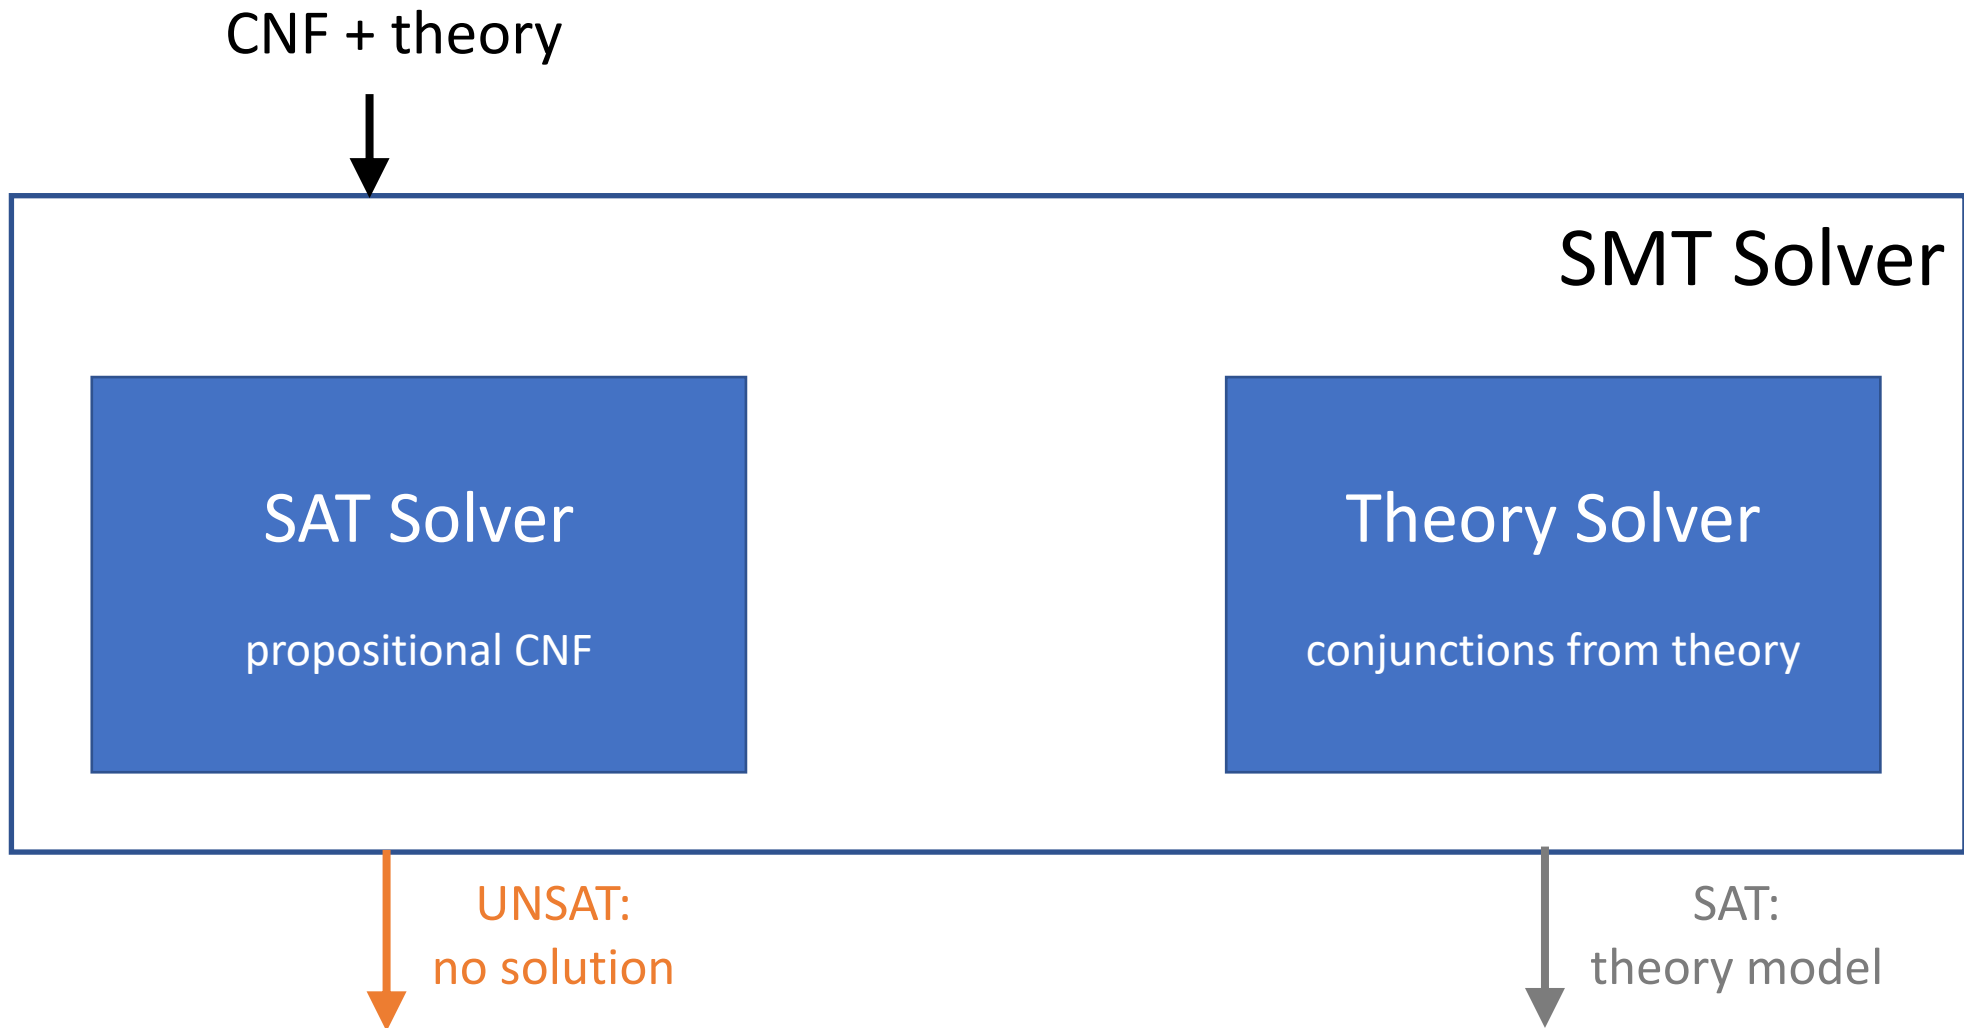 CNF + theory
SMT Solver
SAT Solver
propositional CNF
Theory Solver
conjunctions from theory
UNSAT:
no solution
SAT:
theory model